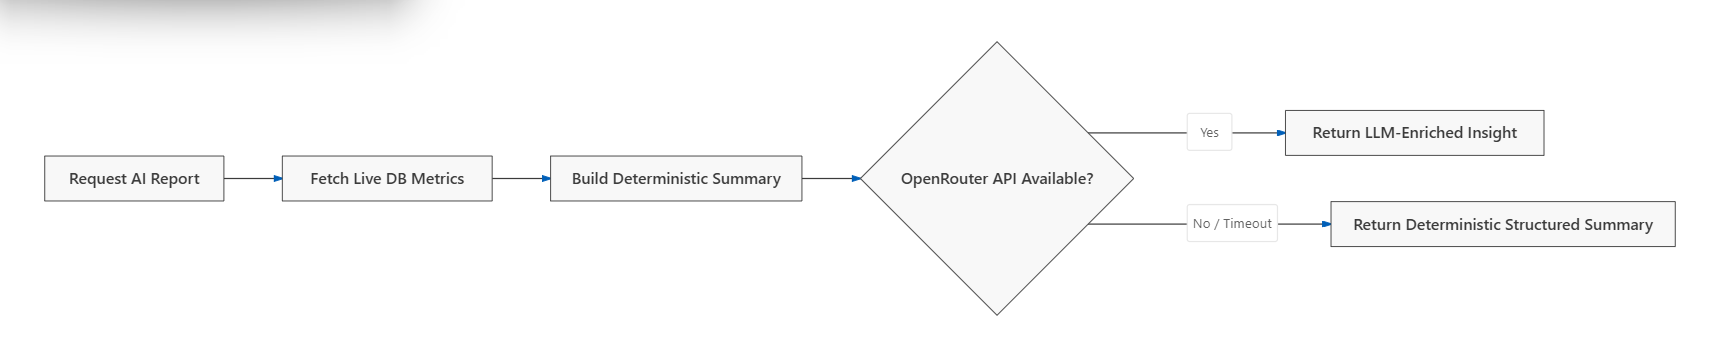 Request AI Report
Fetch Live DB Metrics
Build Deterministic Summary
OpenRouter API Available?
Yes
Return LLM-Enriched Insight
No / Timeout
Return Deterministic Structured Summary